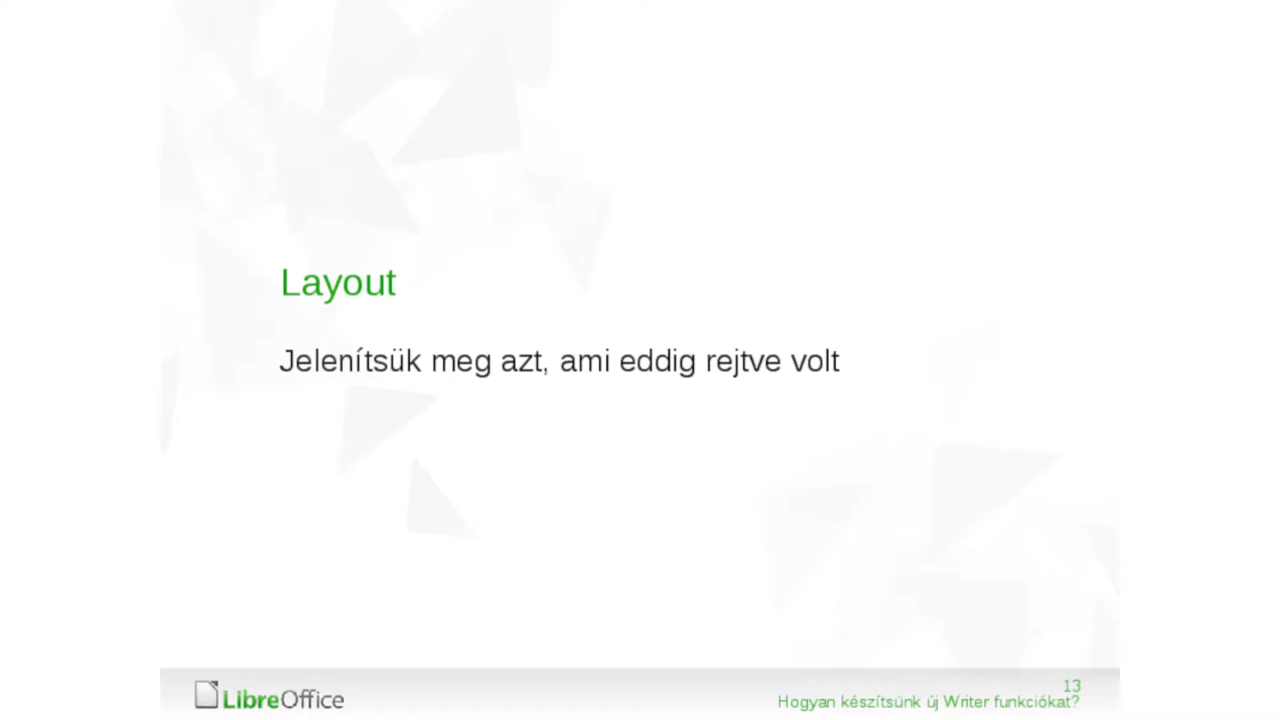 Layout
Jelenítsük meg azt, ami eddig rejtve volt
LibreOffice
13
Hogyan készítsünk új Writer funkciókat?